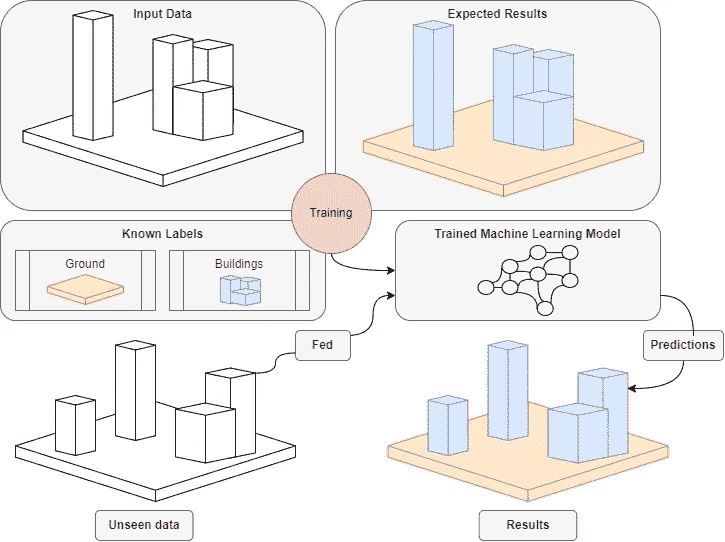 Input Data
Expected Results
Training
Known Labels
Ground
Buildings
Trained Machine Learning Model
Fed
Predictions
Unseen data
Results